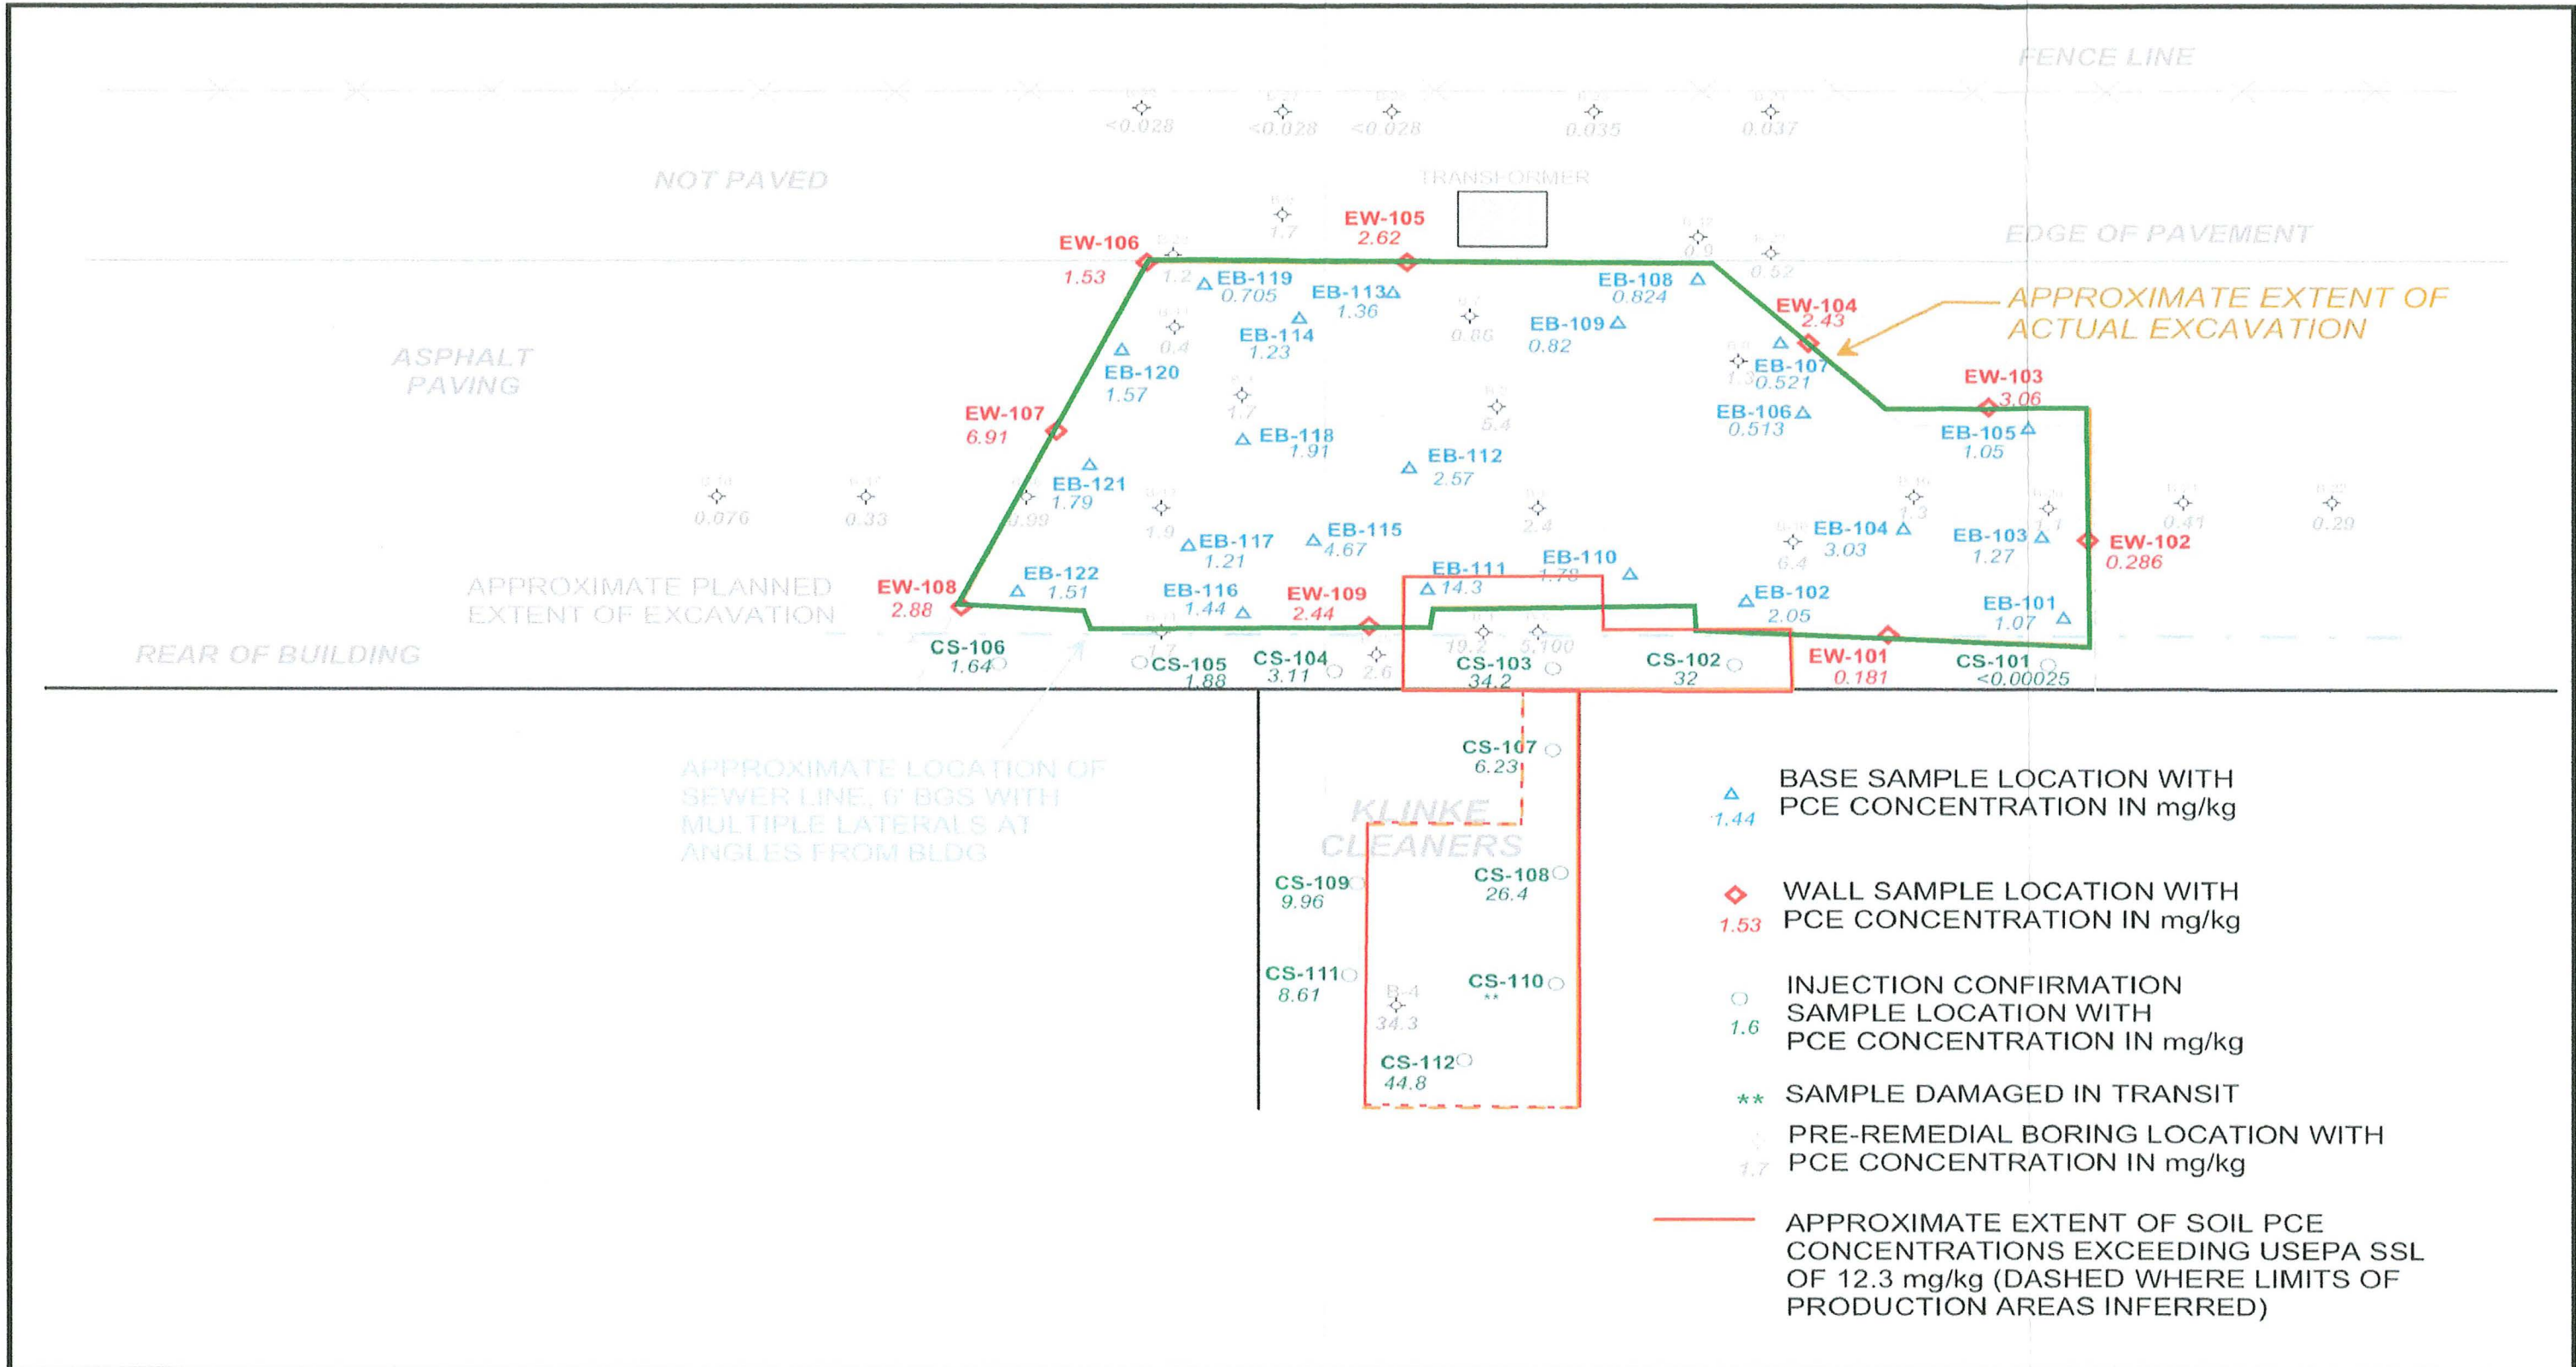 FENCE LINE
<0.028
<0.028
<0.028
0.035
0.037
NOT PAVED
TRANSFORMER
1.7
EW-105
2.62
EW-106
1.53
1.2
0.9
0.52
EDGE OF PAVEMENT
EB-119
0.705
EB-113
1.36
EB-108
0.824
EW-104
2.43
APPROXIMATE EXTENT OF
ACTUAL EXCAVATION
EB-114
1.23
0.86
EB-109
0.82
0.4
ASPHALT
PAVING
EB-120
1.57
1.3
EB-107
0.521
EW-103
3.06
EW-107
6.91
1.7
5.4
EB-106
0.513
EB-118
1.91
EB-105
1.05
EB-112
2.57
EB-121
1.79
0.076
0.33
0.99
1.9
2.4
1.3
1.1
0.41
0.29
EB-117
1.21
EB-115
4.67
EB-104
3.03
EB-103
1.27
EW-102
0.286
6.4
EB-110
1.78
EB-111
14.3
EB-122
1.51
APPROXIMATE PLANNED
EXTENT OF EXCAVATION
EW-108
2.88
EB-116
1.44
EW-109
2.44
EB-102
2.05
EB-101
1.07
REAR OF BUILDING
CS-106
1.64
1.7
CS-105
1.88
CS-104
3.11
2.6
19.2
5,100
CS-103
34.2
CS-102
32
EW-101
0.181
CS-101
<0.00025
CS-107
6.23
APPROXIMATE LOCATION OF
SEWER LINE, 6' BGS WITH
MULTIPLE LATERALS AT
ANGLES FROM BLDG
KLINKE
CLEANERS
CS-109
9.96
CS-108
26.4
CS-111
8.61
CS-110
**
B-4
34.3
CS-112
44.8
BASE SAMPLE LOCATION WITH
PCE CONCENTRATION IN mg/kg
1.44
WALL SAMPLE LOCATION WITH
PCE CONCENTRATION IN mg/kg
1.53
INJECTION CONFIRMATION
SAMPLE LOCATION WITH
PCE CONCENTRATION IN mg/kg
1.6
** SAMPLE DAMAGED IN TRANSIT
PRE-REMEDIAL BORING LOCATION WITH
PCE CONCENTRATION IN mg/kg
1.7
APPROXIMATE EXTENT OF SOIL PCE
CONCENTRATIONS EXCEEDING USEPA SSL
OF 12.3 mg/kg (DASHED WHERE LIMITS OF
PRODUCTION AREAS INFERRED)